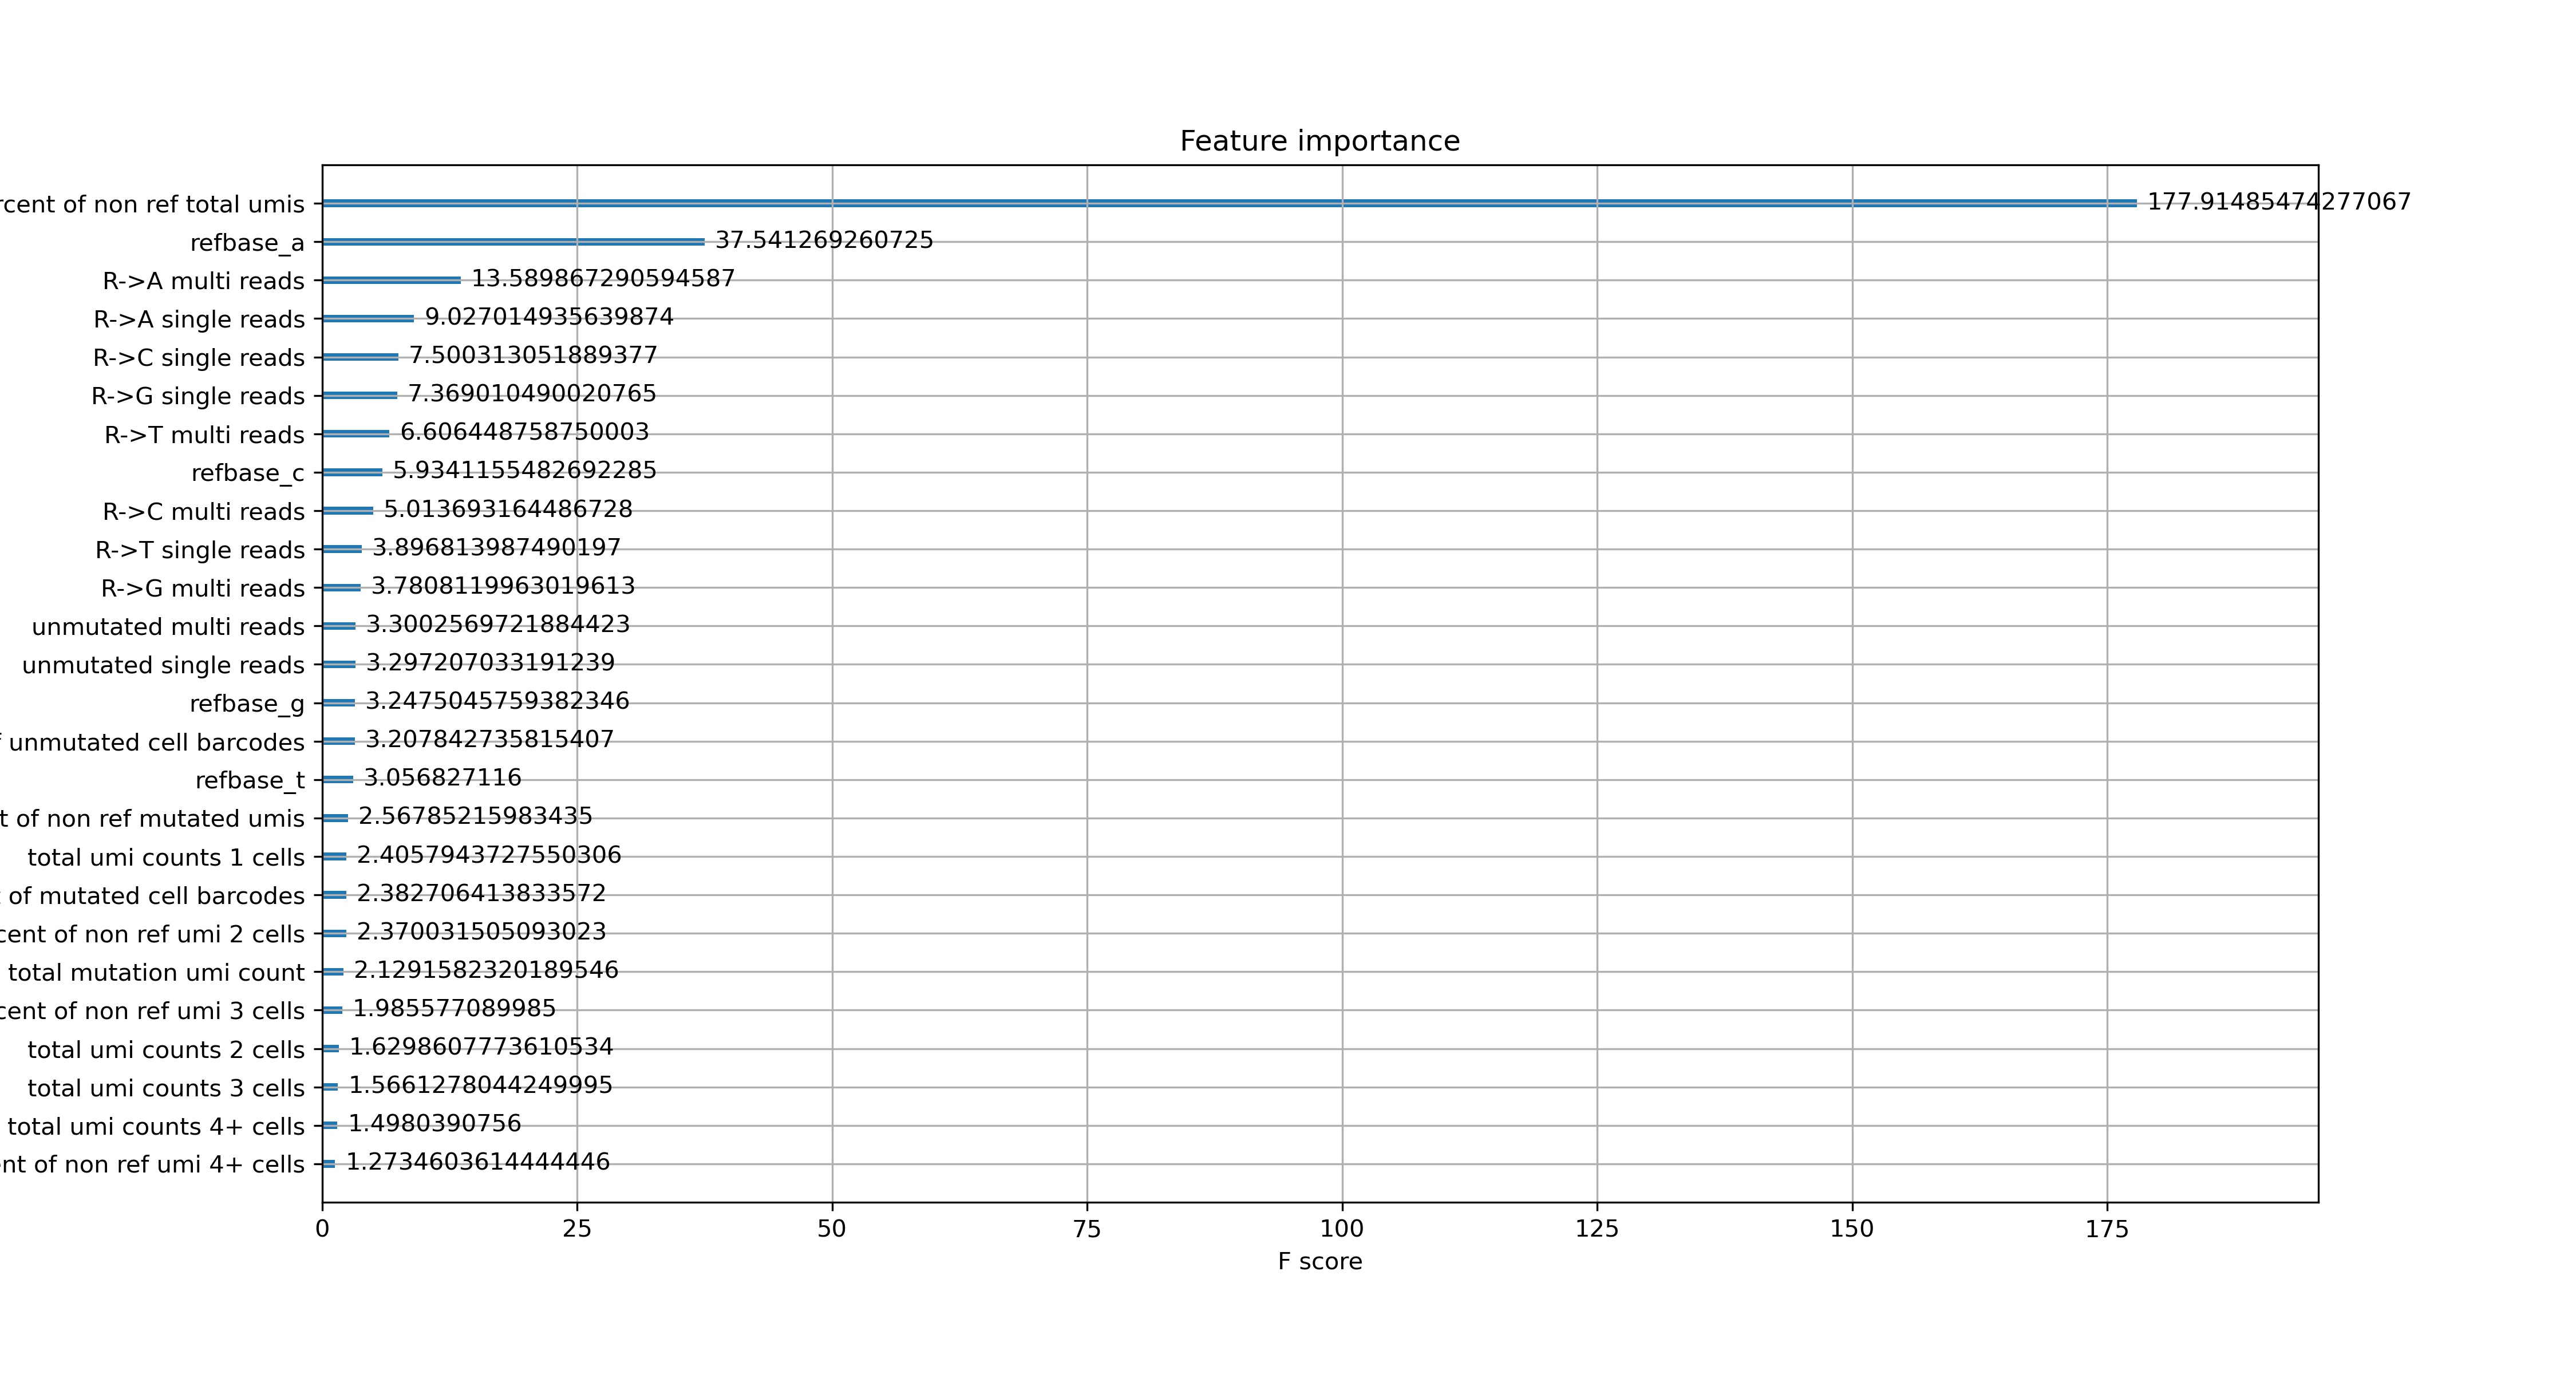 Feature importance
rcent of non ref total umis 177.91485474277067
refbase_a 37.541269260725
R->A multi reads 13.589867290594587
R->A single reads 9.027014935639874
R->C single reads 7.500313051889377
R->G single reads 7.369010490020765
R->T multi reads 6.606448758750003
refbase_c 5.9341155482692285
R->C multi reads 5.013693164486728
R->T single reads 3.896813987490197
R->G multi reads 3.7808119963019613
unmutated multi reads 3.3002569721884423
unmutated single reads 3.297207033191239
refbase_g 3.2475045759382346
unmutated cell barcodes 3.207842735815407
refbase_t 3.056827116
t of non ref mutated umis 2.56785215983435
total umi counts 1 cells 2.4057943727550306
of mutated cell barcodes 2.382706413833572
cent of non ref umi 2 cells 2.370031505093023
total mutation umi count 2.1291582320189546
cent of non ref umi 3 cells 1.985577089985
total umi counts 2 cells 1.6298607773610534
total umi counts 3 cells 1.5661278044249995
total umi counts 4+ cells 1.4980390756
nt of non ref umi 4+ cells 1.2734603614444446
0 25 50 75 100 125 150 175
F score